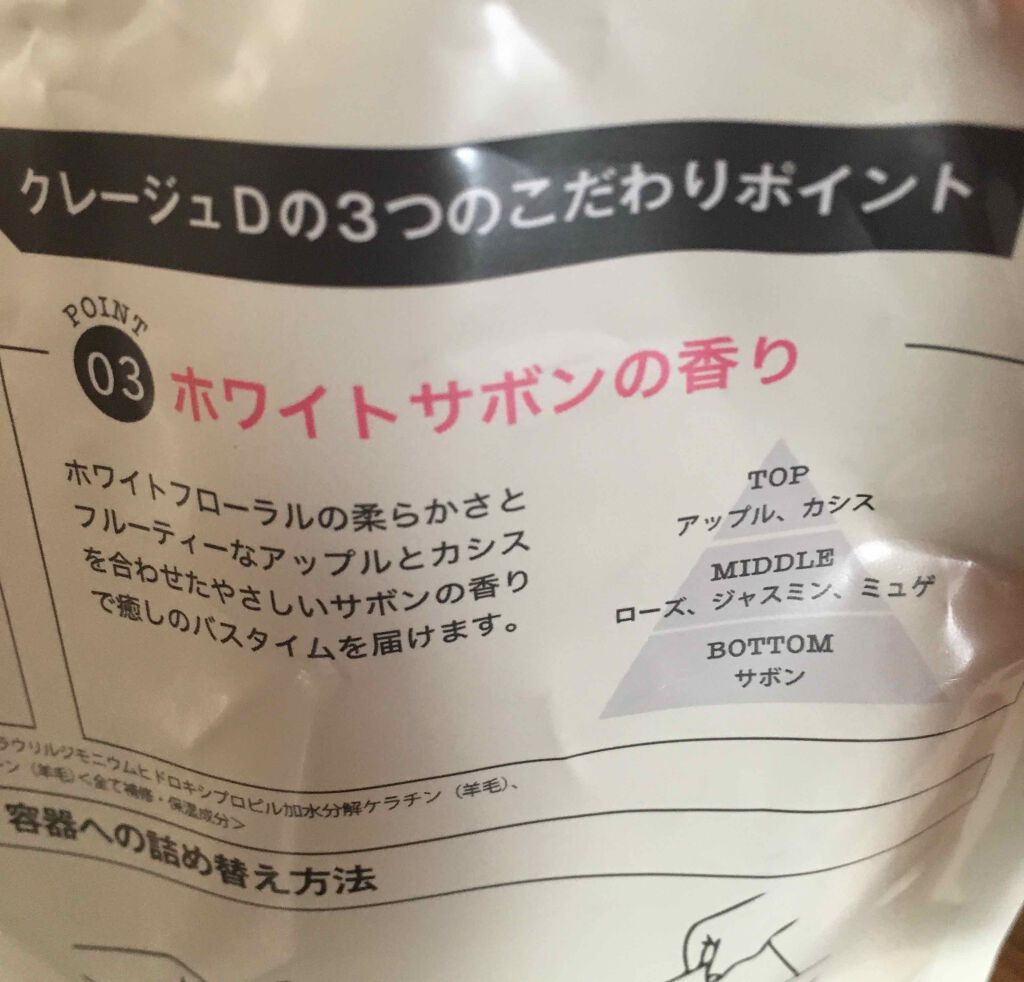 クレージュDの3つのこだわりポイント
POINT
03
ホワイトサボンの香り
ホワイトフローラルの柔らかさと
フルーティーなアップルとカシス
を合わせたやさしいサボンの香り
で癒しのバスタイムを届けます。
TOP
アップル、カシス
MIDDLE
ローズ、ジャスミン、ミュゲ
BOTTOM
サボン
ラウリルジモニウムヒドロキシプロピル加水分解ケラチン（羊毛）、
ン（羊毛）＜全て補修・保湿成分＞
容器への詰め替え方法